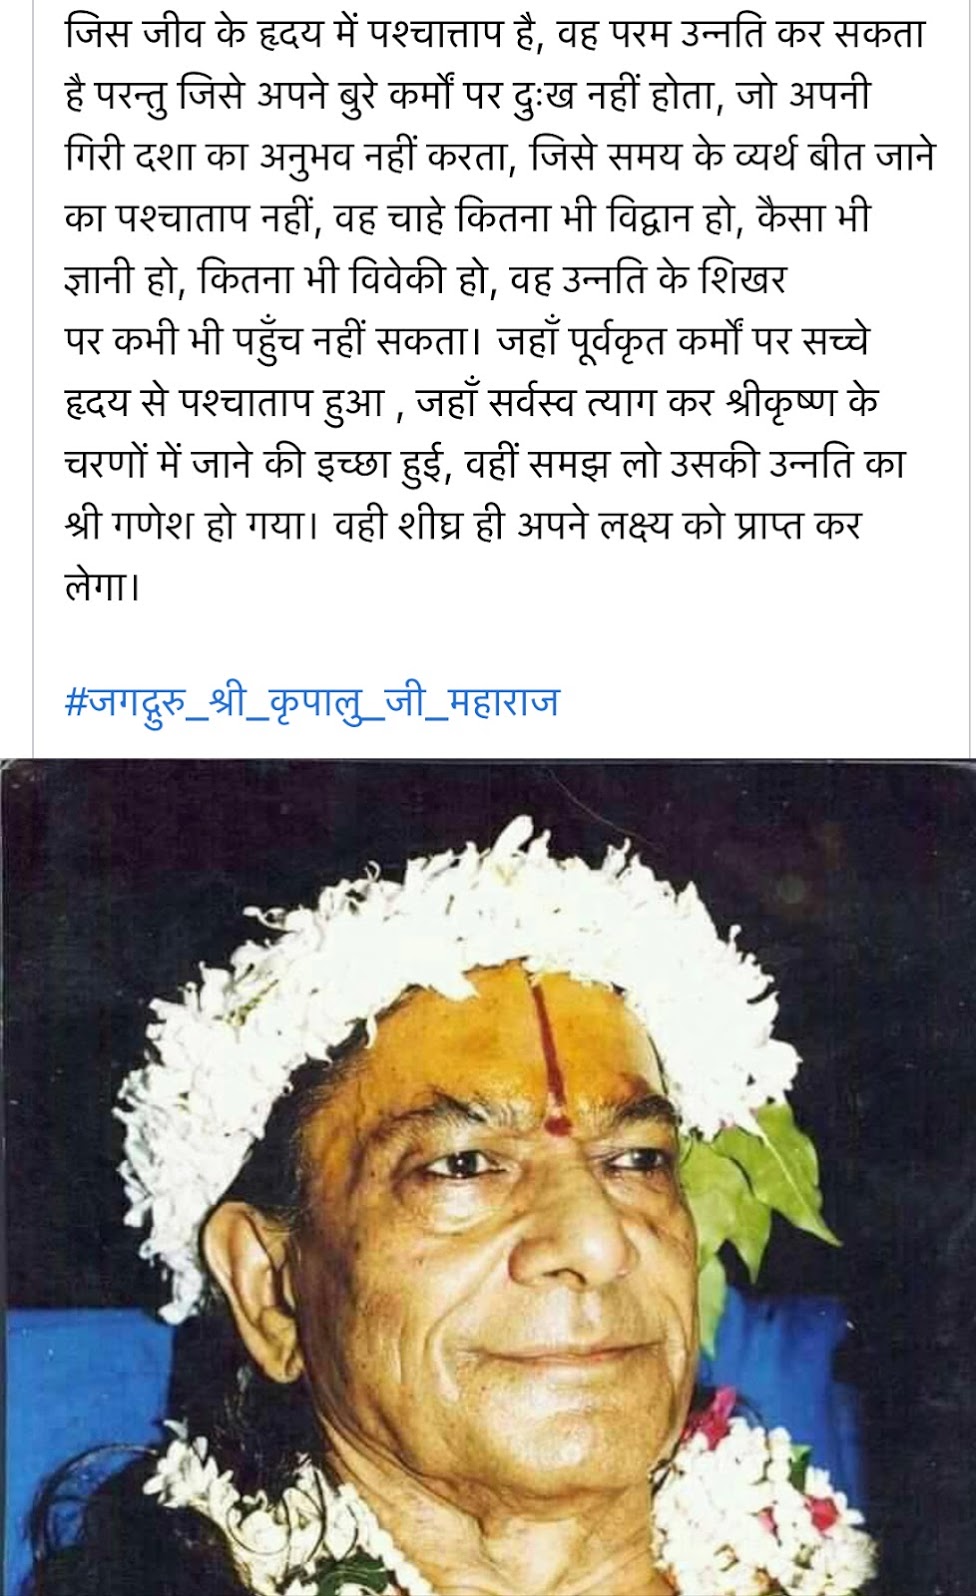 जिस जीव के हृदय में पश्चात्ताप है, वह परम उन्नति कर सकता
है परन्तु जिसे अपने बुरे कर्मों पर दुःख नहीं होता, जो अपनी
गिरी दशा का अनुभव नहीं करता, जिसे समय के व्यर्थ बीत जाने
का पश्चाताप नहीं, वह चाहे कितना भी विद्वान हो, कैसा भी
ज्ञानी हो, कितना भी विवेकी हो, वह उन्नति के शिखर
पर कभी भी पहुँच नहीं सकता। जहाँ पूर्वकृत कर्मों पर सच्चे
हृदय से पश्चाताप हुआ , जहाँ सर्वस्व त्याग कर श्रीकृष्ण के
चरणों में जाने की इच्छा हुई, वहीं समझ लो उसकी उन्नति का
श्री गणेश हो गया। वही शीघ्र ही अपने लक्ष्य को प्राप्त कर
लेगा।
#जगद्गुरु_श्री_कृपालु_जी_महाराज